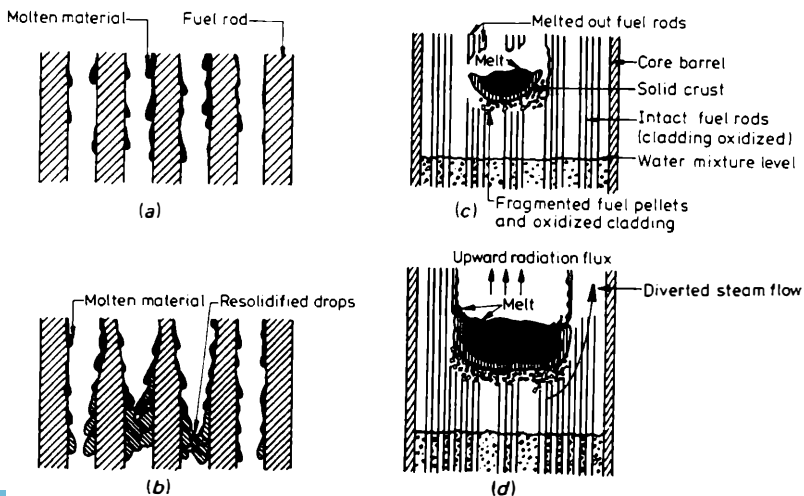 Molten material
Fuel rod
(a)
Molten material
Resolidified drops
(b)
Melted out fuel rods
Melt
Core barrel
Solid crust
Intact fuel rods
(cladding oxidized)
Water mixture level
(c)
Fragmented fuel pellets
and oxidized cladding
Upward radiation flux
Melt
Diverted steam flow
(d)